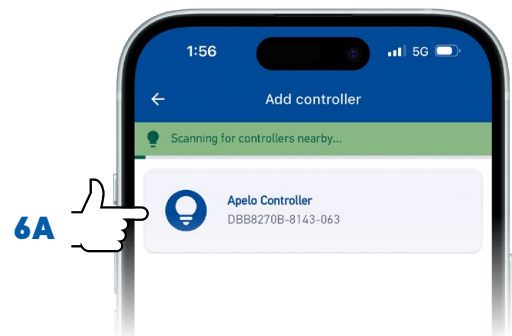 1:56
5G
Add controller
Scanning for controllers nearby...
Apelo Controller
DBB8270B-8143-063
6A